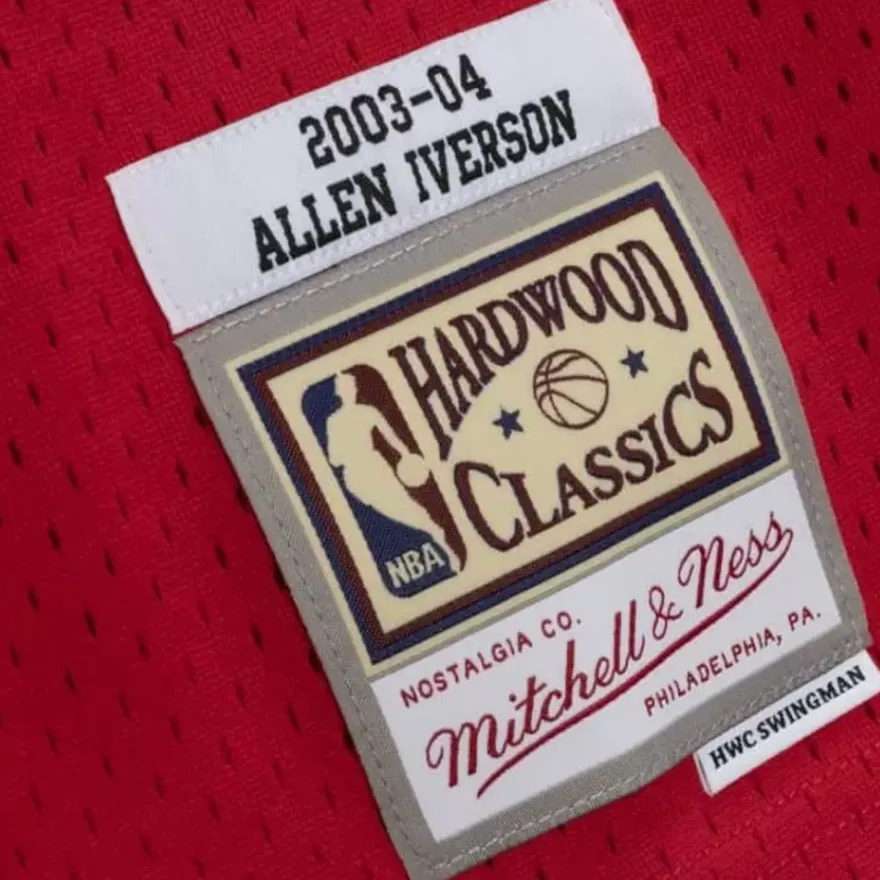 2003-04
ALLEN IVERSON
HARDWOOD
CLASSICS
NBA
NOSTALGIA CO.
Mitchell & Ness
PHILADELPHIA, PA.
HWC SWINGMAN